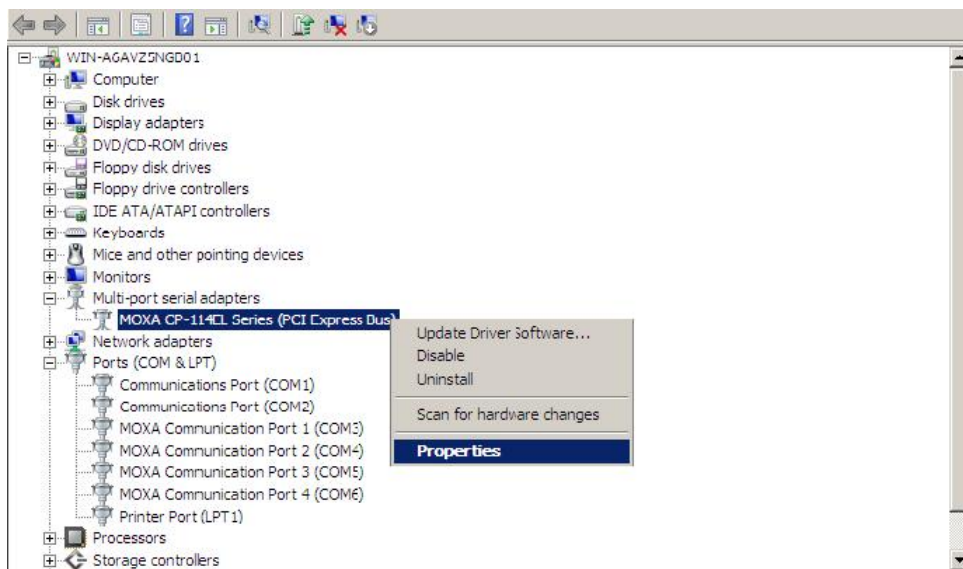 WIN-AGAVZ5NGD01
Computer
Disk drives
Display adapters
DVD/CD-ROM drives
Floppy disk drives
Floppy drive controllers
IDE ATA/ATAPI controllers
Keyboards
Mice and other pointing devices
Monitors
Multi-port serial adapters
MOXA CP-114EL Series (PCI Express Bus)
Network adapters
Ports (COM & LPT)
Communications Port (COM1)
Communications Port (COM2)
MOXA Communication Port 1 (COM3)
MOXA Communication Port 2 (COM4)
MOXA Communication Port 3 (COM5)
MOXA Communication Port 4 (COM6)
Printer Port (LPT1)
Processors
Storage controllers
Update Driver Software...
Disable
Uninstall
Scan for hardware changes
Properties